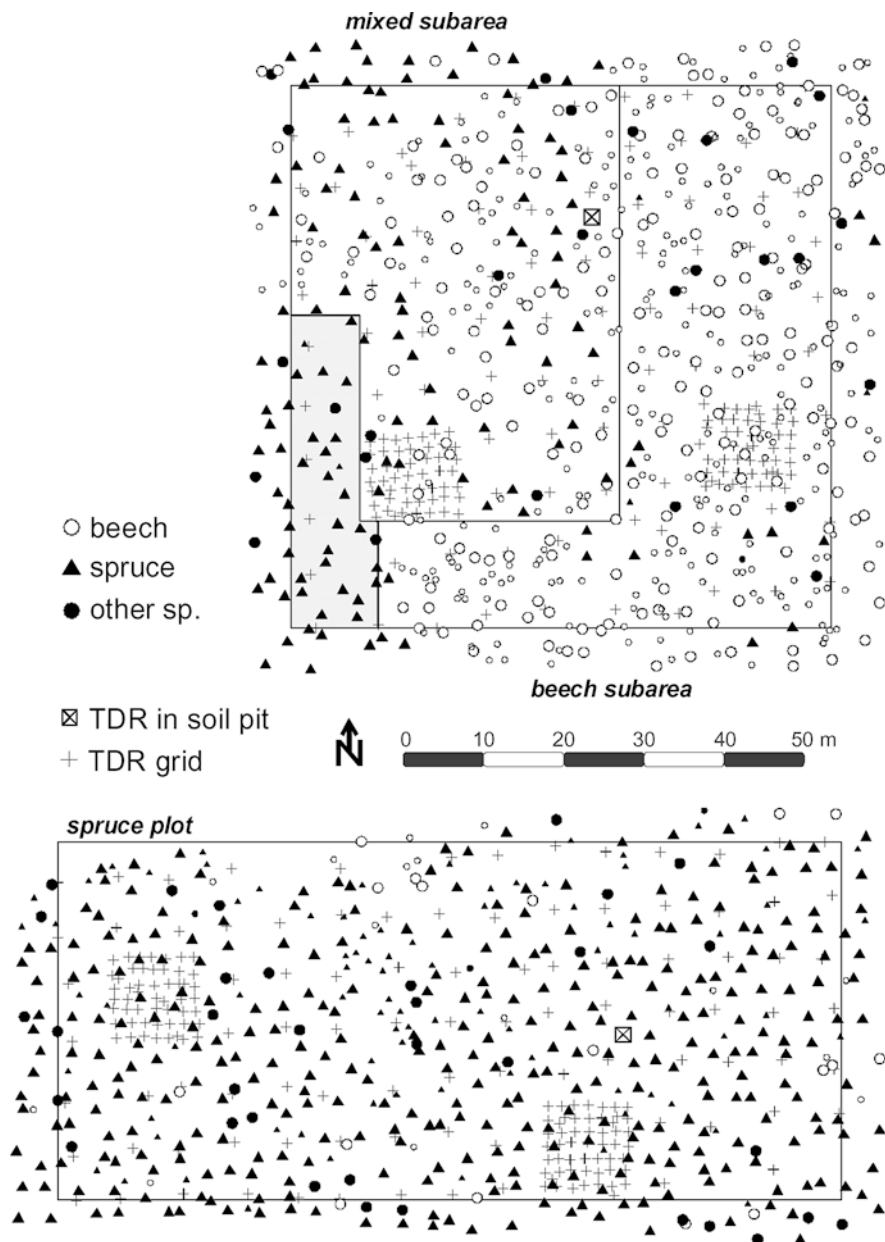 mixed subarea
beech
spruce
other sp.
beech subarea
TDR in soil pit
TDR grid
N
0 10 20 30 40 50 m
spruce plot